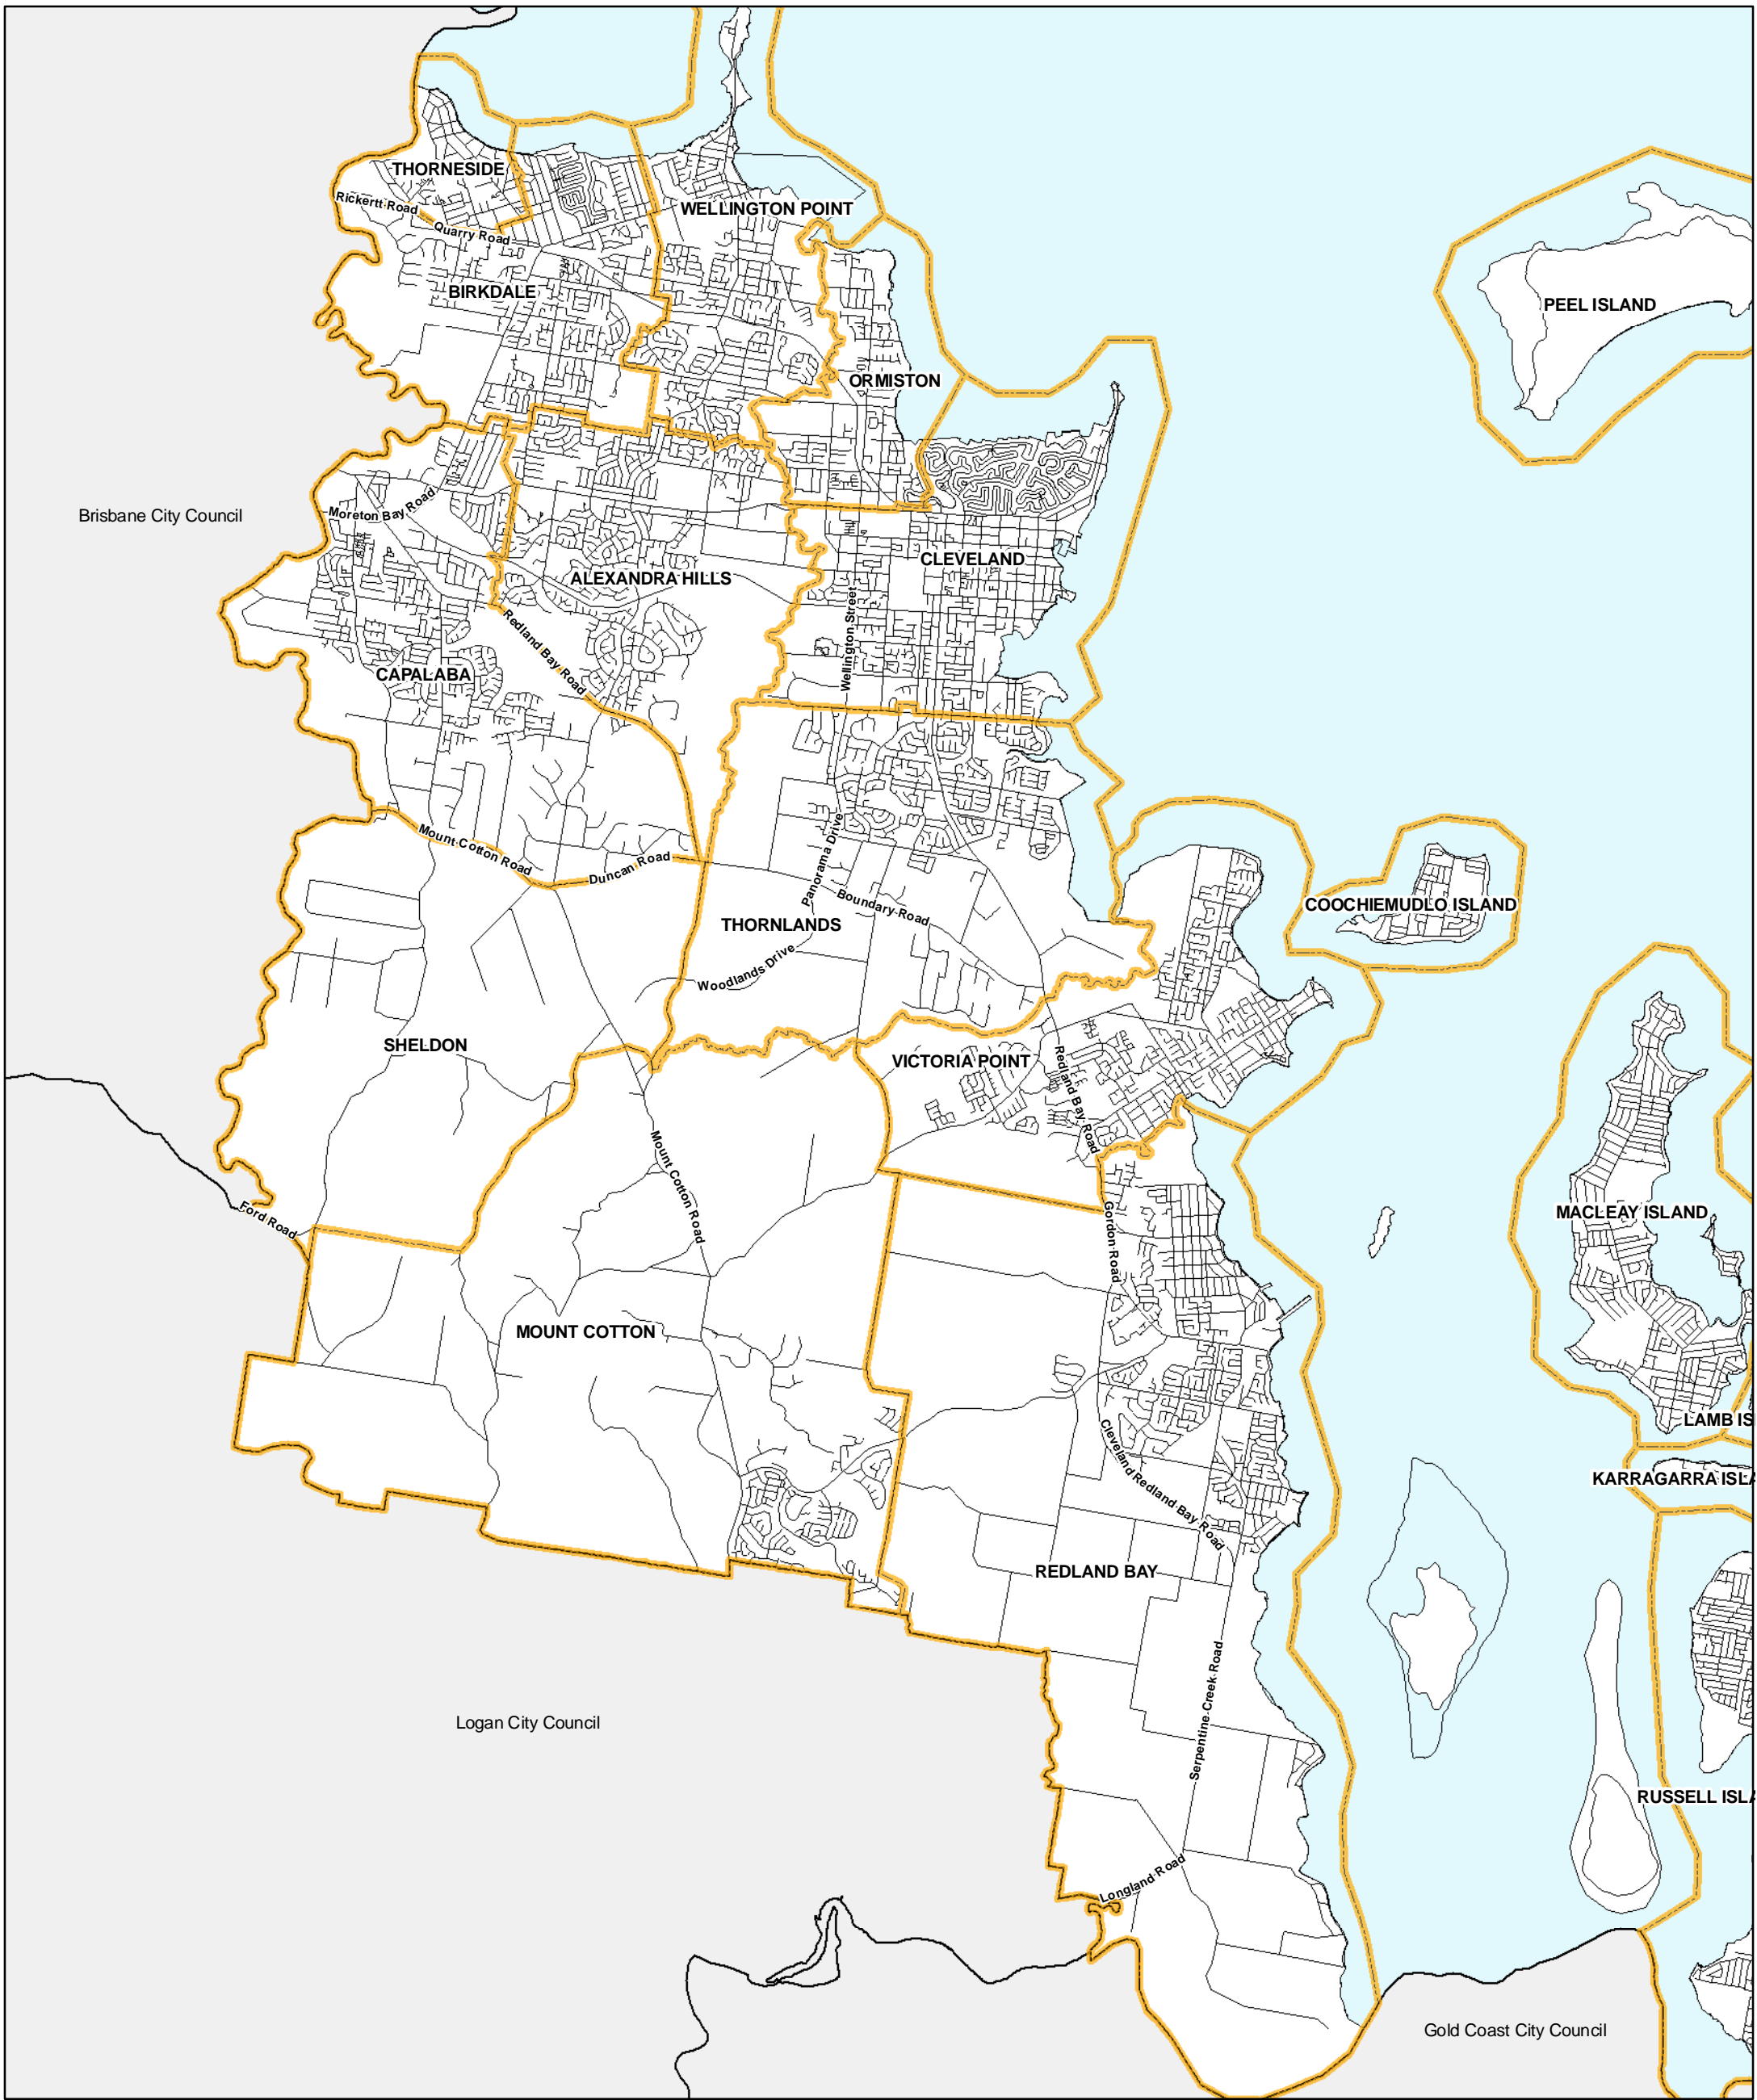 THORNESIDE
Rickertt Road
WELLINGTON POINT
Quarry Road
BIRKDALE
PEEL ISLAND
ORMISTON
Moreton Bay Road
Brisbane City Council
CLEVELAND
ALEXANDRA HILLS
Wellington Street
Redland Bay Road
CAPALABA
Mount Cotton Road
Duncan Road
Panorama Drive
Boundary Road
COOCHIEMUDLO ISLAND
THORNLANDS
Woodlands Drive
SHELDON
VICTORIA POINT
Redland Bay Road
Mount Cotton Road
Ford Road
Gordon Road
MACLEAY ISLAND
MOUNT COTTON
LAMB IS
Cleveland Redland Bay Road
KARRAGARRA ISLA
REDLAND BAY
Serpentine Creek Road
Logan City Council
RUSSELL ISLA
Longland Road
Gold Coast City Council